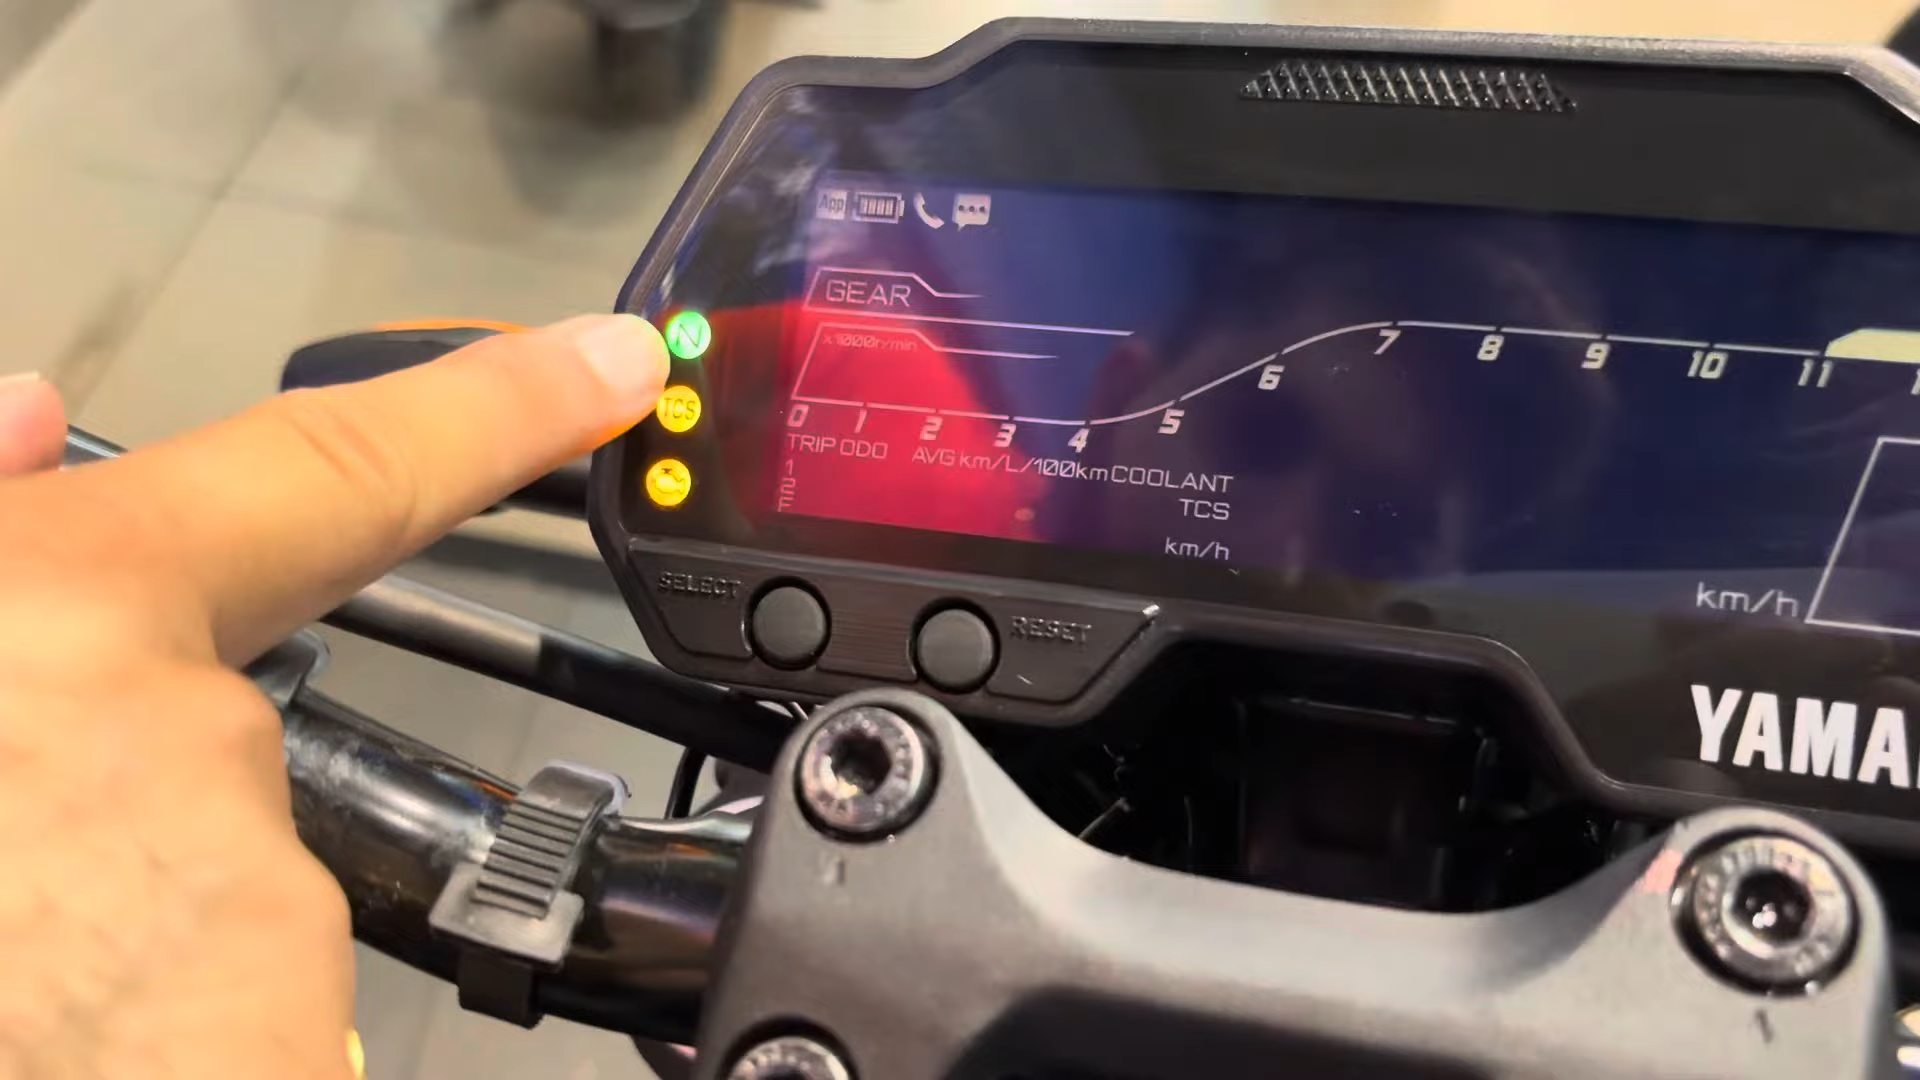 App
GEAR
N
x1000r/min
7 8 9 10 11
6
TCS
0 1 2 3 4 5
TRIP ODO AVG km/L/100km COOLANT
1
2
F
TCS
km/h
km/h
SELECT
RESET
YAMA